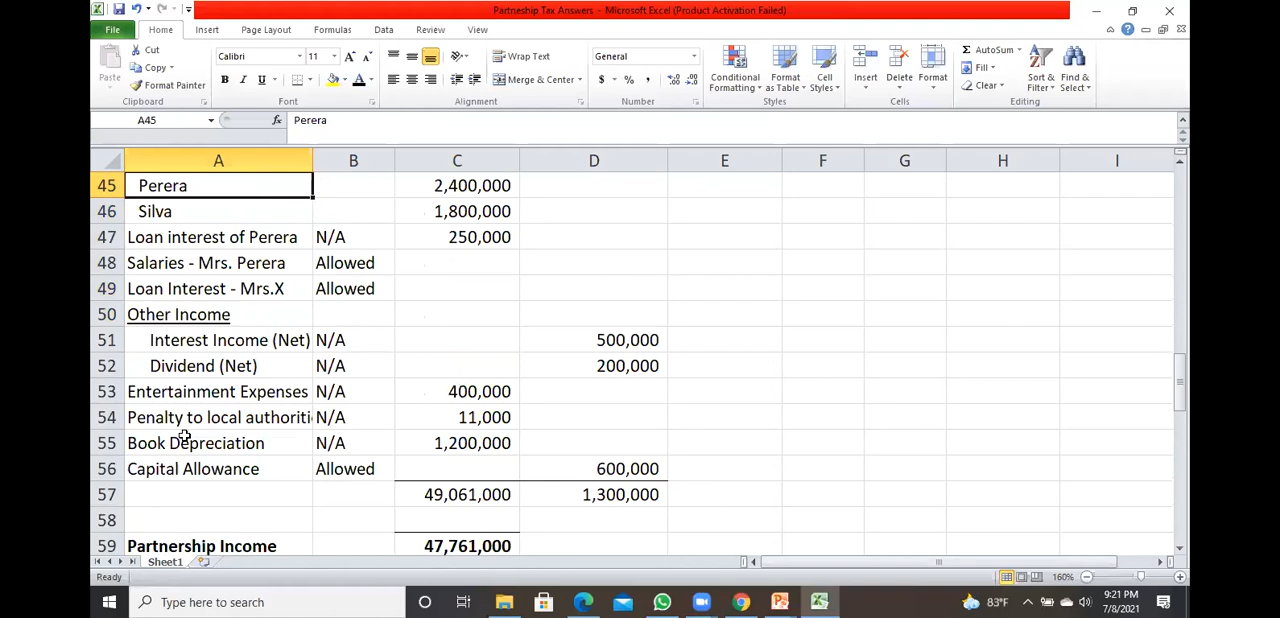 Partneship Tax Answers - Microsoft Excel (Product Activation Failed)
File Home Insert Page Layout Formulas Data Review View
Paste Cut Copy Format Painter Clipboard
Calibri 11 A A B I U A Font
Wrap Text Merge & Center Alignment
General $ % , Number
Conditional Formatting Format as Table Cell Styles Styles
Insert Delete Format Cells
AutoSum Fill Clear Sort & Filter Find & Select Editing
A45 fx Perera
A B C D E F G H I
45 Perera 2,400,000
46 Silva 1,800,000
47 Loan interest of Perera N/A 250,000
48 Salaries - Mrs. Perera Allowed
49 Loan Interest - Mrs.X Allowed
50 Other Income
51 Interest Income (Net) N/A 500,000
52 Dividend (Net) N/A 200,000
53 Entertainment Expenses N/A 400,000
54 Penalty to local authoriti N/A 11,000
55 Book Depreciation N/A 1,200,000
56 Capital Allowance Allowed 600,000
57 49,061,000 1,300,000
58
59 Partnership Income 47,761,000
Sheet1
Ready 160%
Type here to search 83°F 9:21 PM
7/8/2021